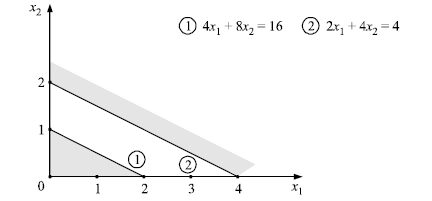 x₂
① 4x₁ + 8x₂ = 16 ② 2x₁ + 4x₂ = 4
2
1
① ②
0 1 2 3 4 x₁